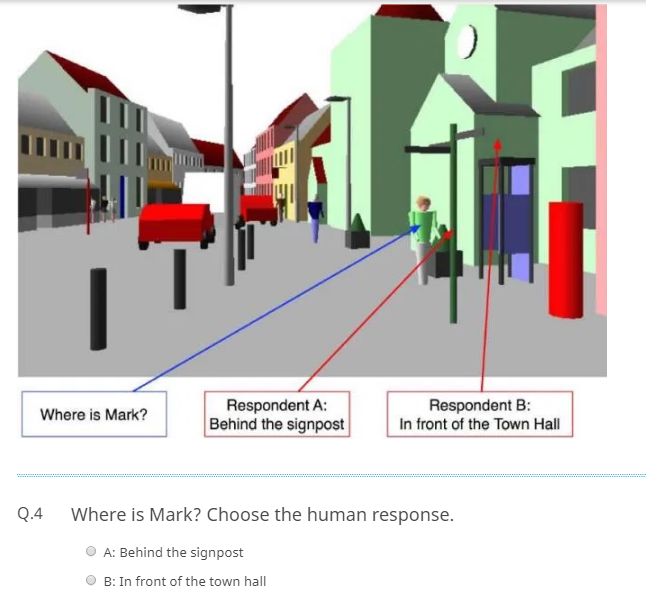 Where is Mark?
Respondent A:
Behind the signpost
Respondent B:
In front of the Town Hall
Q.4 Where is Mark? Choose the human response.
A: Behind the signpost
B: In front of the town hall